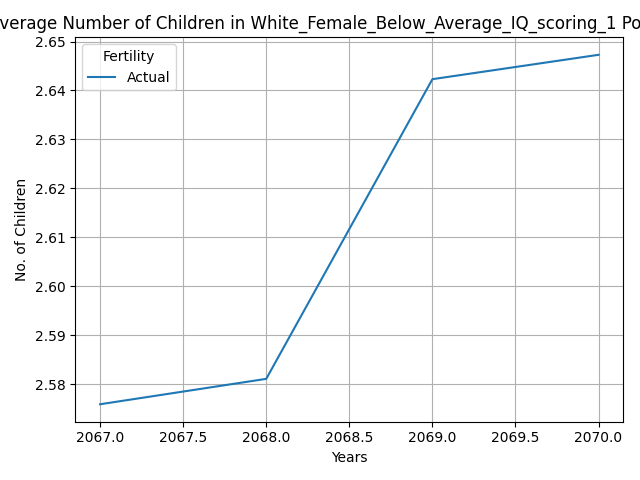 verage Number of Children in White_Female_Below_Average_IQ_scoring_1 Po
Fertility
Actual
No. of Children
2.65
2.64
2.63
2.62
2.61
2.60
2.59
2.58
2067.0 2067.5 2068.0 2068.5 2069.0 2069.5 2070.0
Years